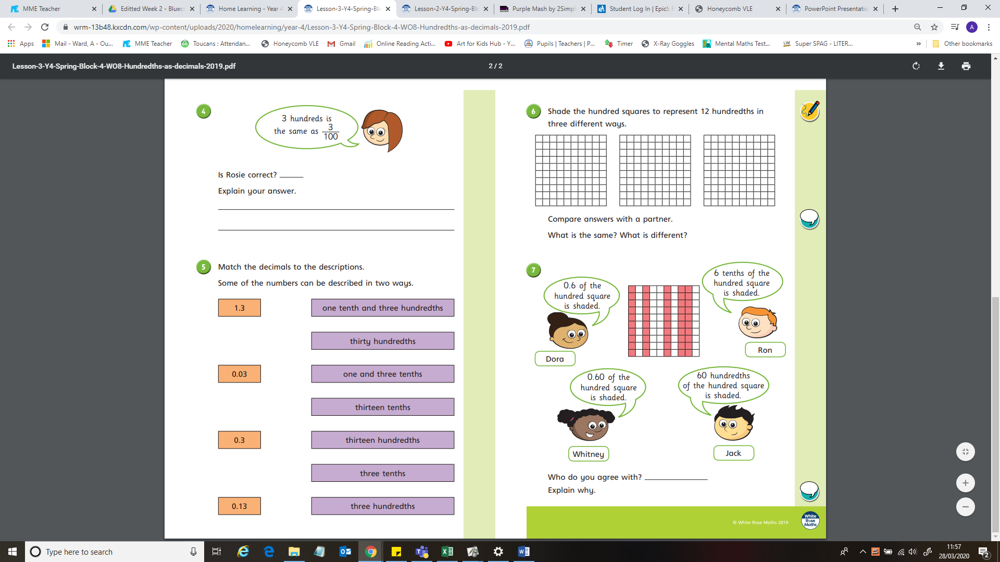 MME Teacher
Editted Week 2 - Bluecc
Home Learning - Year 4
Lesson-3-Y4-Spring-Blo
Lesson-2-Y4-Spring-Blo
Purple Mash by 2Simpl
Student Log In | Epic!: R
Honeycomb VLE
PowerPoint Presentatio
wrm-13b48.kxcdn.com/wp-content/uploads/2020/homelearning/year-4/Lesson-3-Y4-Spring-Block-4-WO8-Hundredths-as-decimals-2019.pdf
A
Apps
Mail - Ward, A - Ou...
MME Teacher
Toucans : Attendan...
Honeycomb VLE
Gmail
Online Reading Acti...
Art for Kids Hub - Y...
Pupils | Teachers | P...
Timer
X-Ray Goggles
Mental Maths Test...
Super SPAG - LITER...
»
Other bookmarks
Lesson-3-Y4-Spring-Block-4-WO8-Hundredths-as-decimals-2019.pdf
2 / 2
4
3 hundreds is
the same as 3/100
Is Rosie correct?
Explain your answer.
5
Match the decimals to the descriptions.
Some of the numbers can be described in two ways.
1.3
one tenth and three hundredths
thirty hundredths
0.03
one and three tenths
thirteen tenths
0.3
thirteen hundredths
three tenths
0.13
three hundredths
6
Shade the hundred squares to represent 12 hundredths in
three different ways.
Compare answers with a partner.
What is the same? What is different?
7
0.6 of the
hundred square
is shaded.
Dora
6 tenths of the
hundred square
is shaded.
Ron
0.60 of the
hundred square
is shaded.
Whitney
60 hundredths
of the hundred square
is shaded.
Jack
Who do you agree with?
Explain why.
© White Rose Maths 2019
White
Rose
Maths
Type here to search
11:57
28/03/2020
2